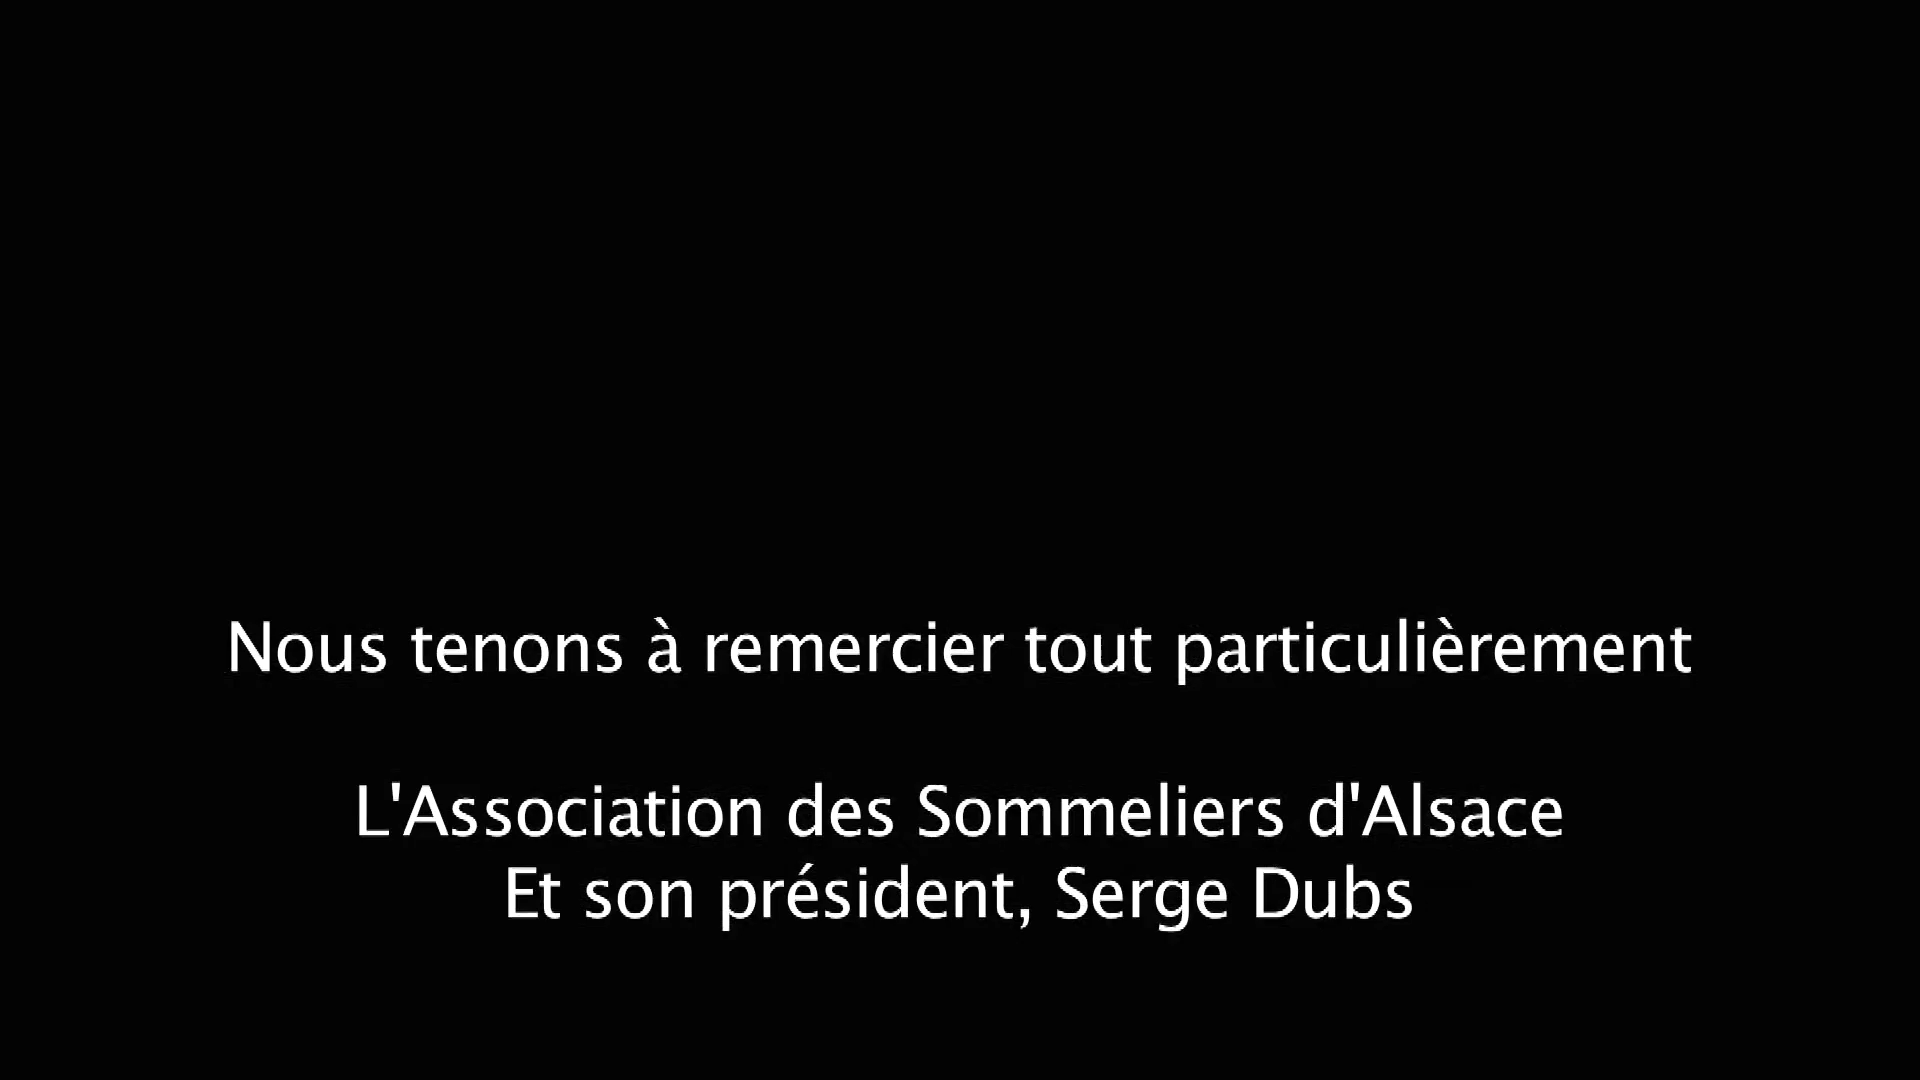 Nous tenons à remercier tout particulièrement
L'Association des Sommeliers d'Alsace
Et son président, Serge Dubs